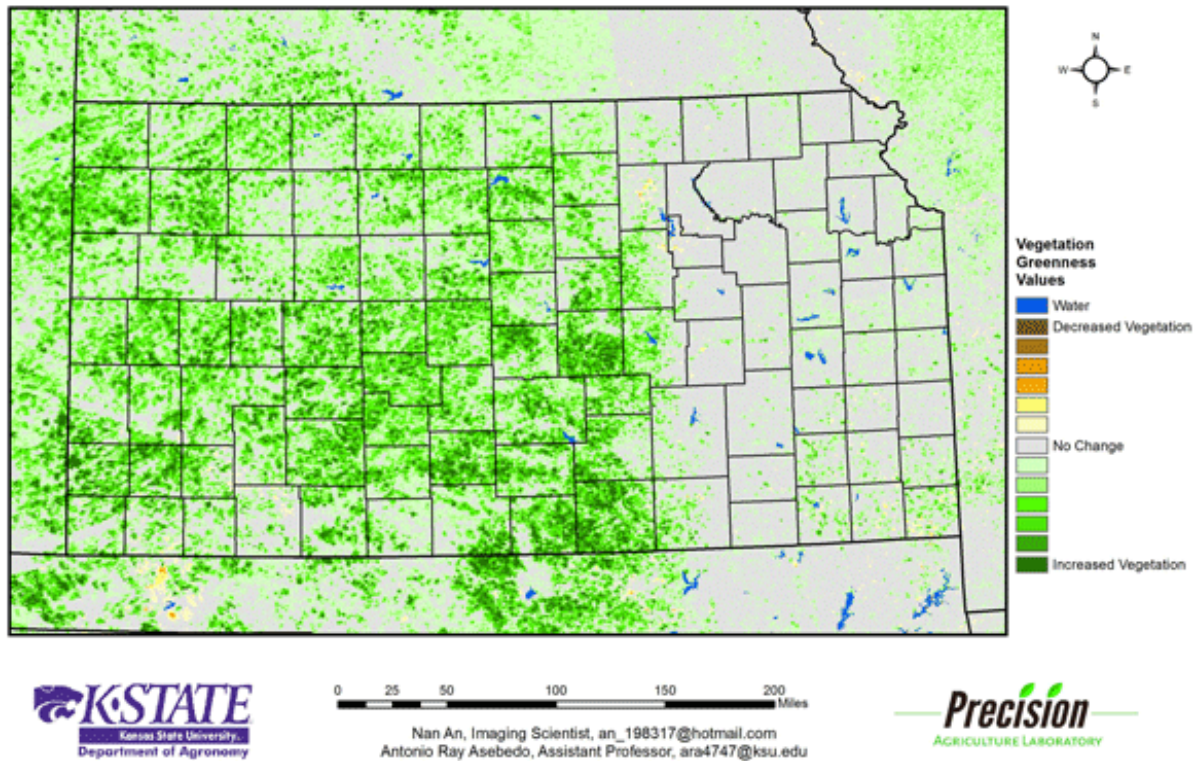 N
W E
S
Vegetation
Greenness
Values
Water
Decreased Vegetation
No Change
Increased Vegetation
K-STATE
Kansas State University.
Department of Agronomy
0 25 50 100 150 200
Miles
Nan An, Imaging Scientist, an_198317@hotmail.com
Antonio Ray Asebedo, Assistant Professor, ara4747@ksu.edu
Precision
AGRICULTURE LABORATORY